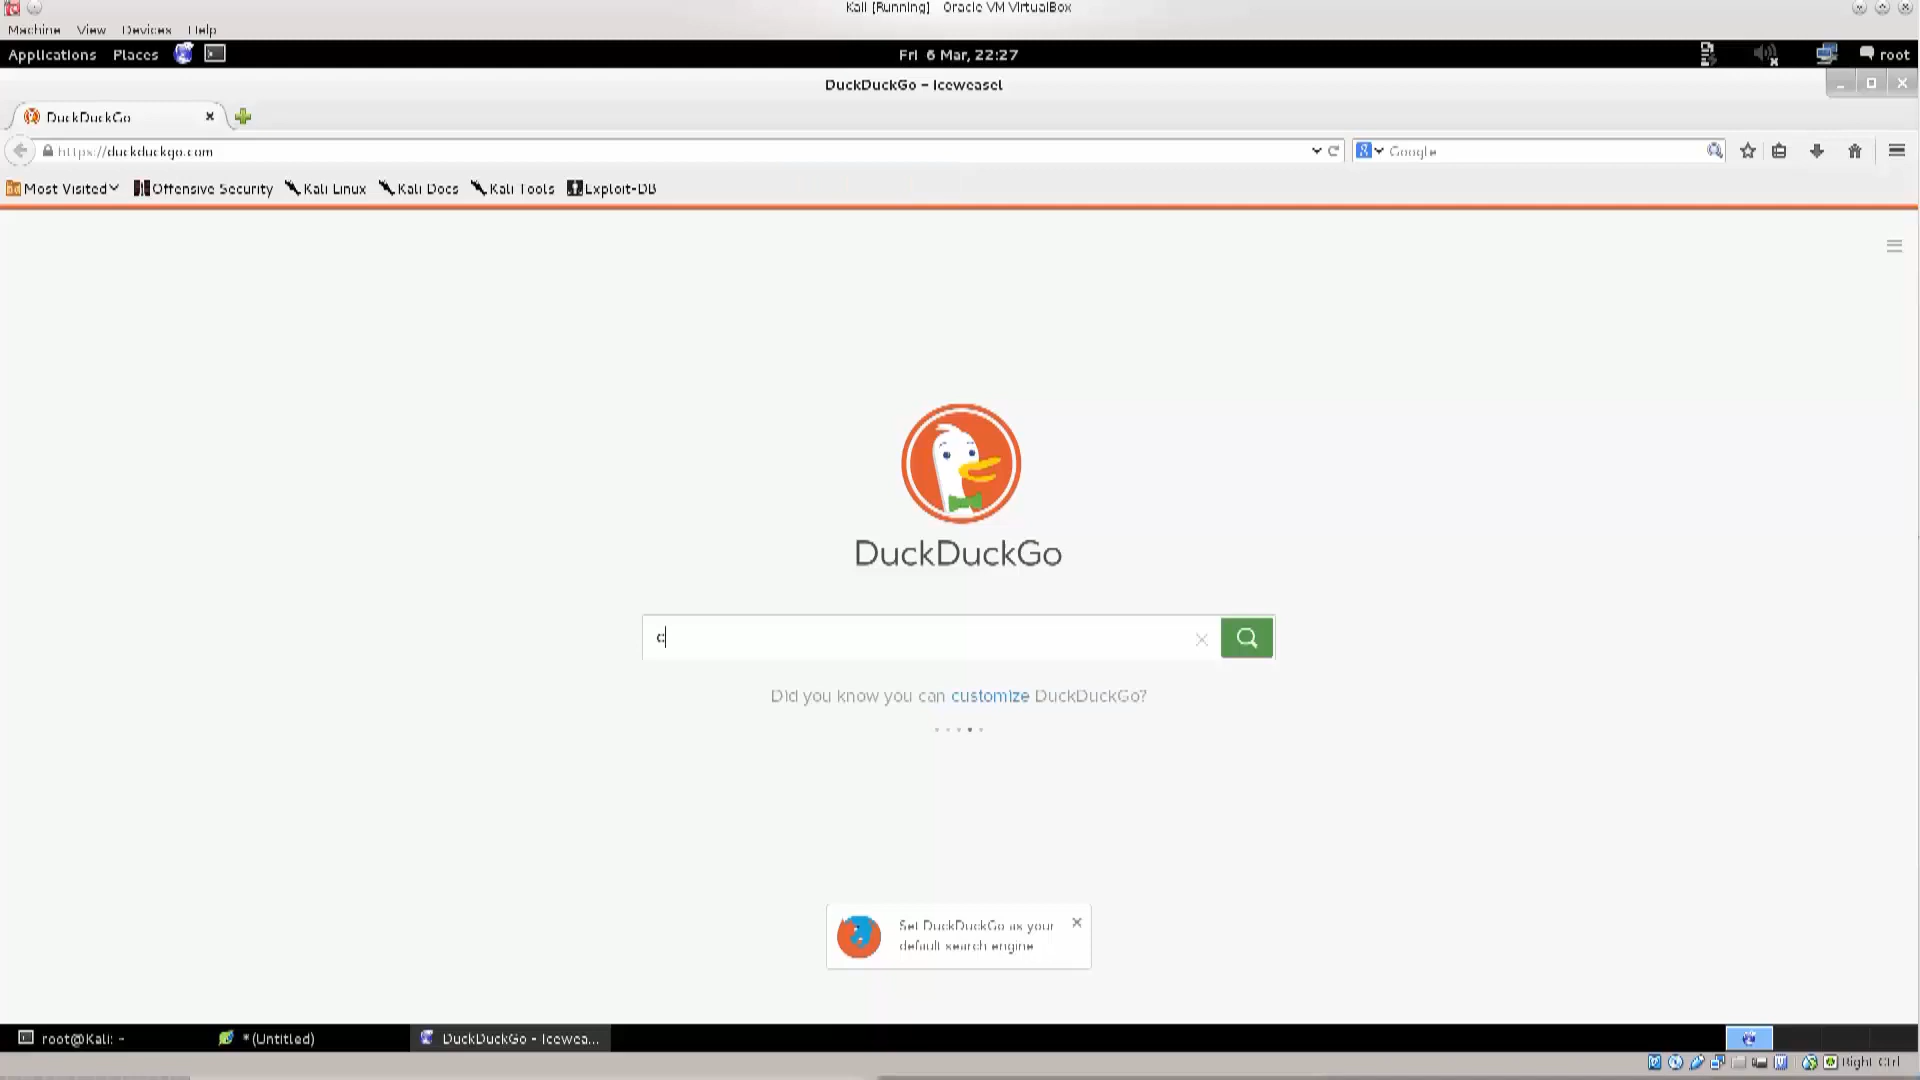 Kali [Running] Oracle VM VirtualBox
Machine View Devices Help
Applications Places Fri 6 Mar, 22:27 root
DuckDuckGo - Iceweasel
DuckDuckGo
https://duckduckgo.com Google
Most Visited Offensive Security Kali Linux Kali Docs Kali Tools Exploit-DB
DuckDuckGo
c
Did you know you can customize DuckDuckGo?
Set DuckDuckGo as your
default search engine
root@Kali: ~ *(Untitled) DuckDuckGo - Icewea...
Right Ctrl